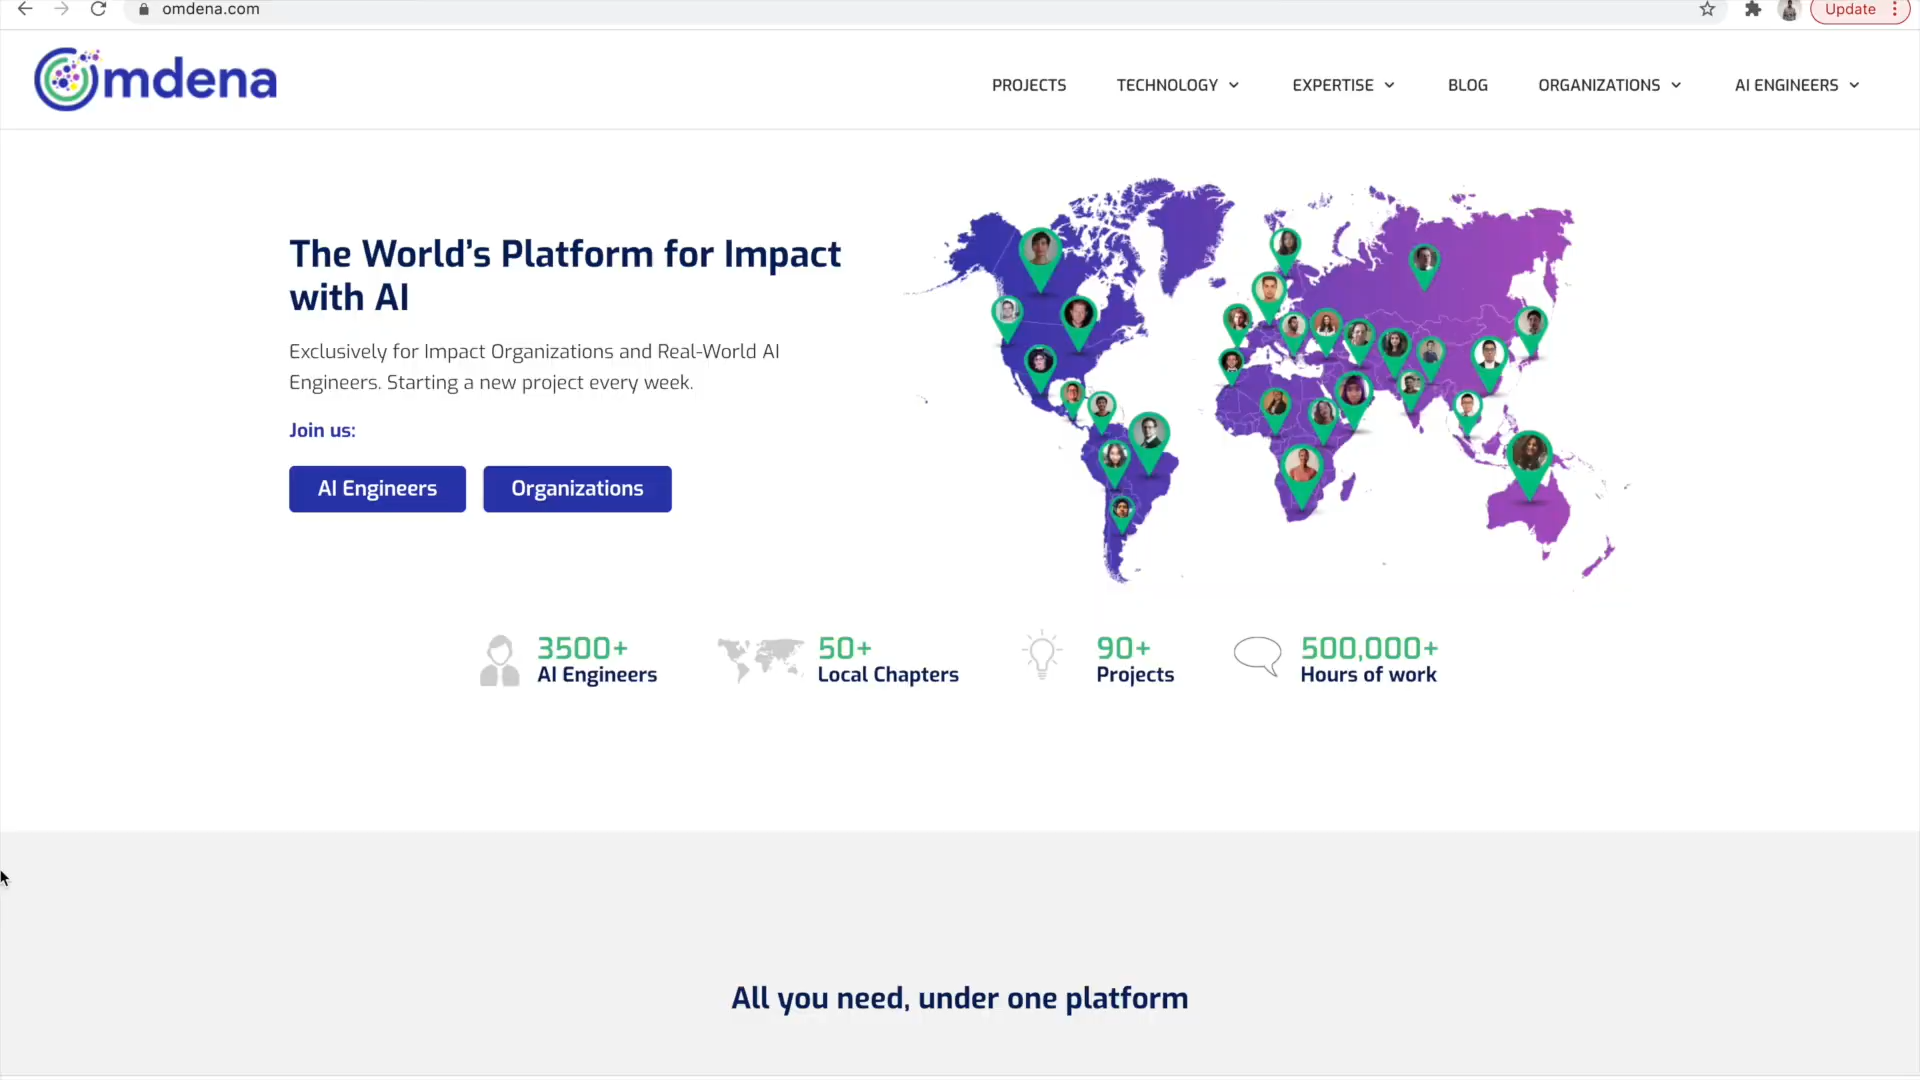 omdena.com
Update
Omdena
PROJECTS
TECHNOLOGY
EXPERTISE
BLOG
ORGANIZATIONS
AI ENGINEERS
The World's Platform for Impact
with AI
Exclusively for Impact Organizations and Real-World AI
Engineers. Starting a new project every week.
Join us:
AI Engineers
Organizations
3500+
AI Engineers
50+
Local Chapters
90+
Projects
500,000+
Hours of work
All you need, under one platform